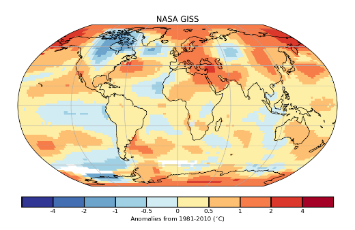 NASA GISS
-4 -2 -1 -0.5 0 0.5 1 2 4
Anomalies from 1981-2010 (°C)